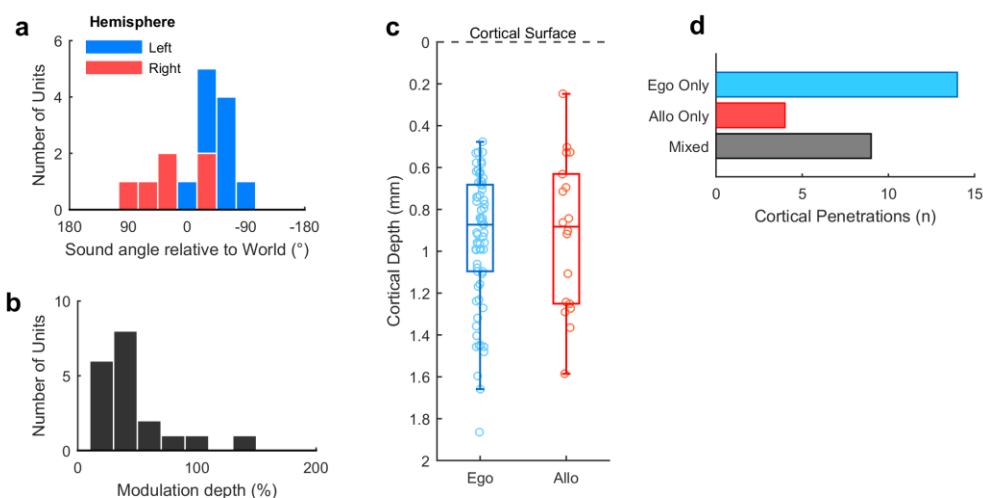 a
Hemisphere
Left
Right
6
4
2
0
Number of Units
180 90 0 -90 -180
Sound angle relative to World (°)
b
10
5
0
Number of Units
0 100 200
Modulation depth (%)
c
Cortical Surface
0
0.2
0.4
0.6
0.8
1
1.2
1.4
1.6
1.8
2
Cortical Depth (mm)
Ego Allo
d
Ego Only
Allo Only
Mixed
0 5 10 15
Cortical Penetrations (n)